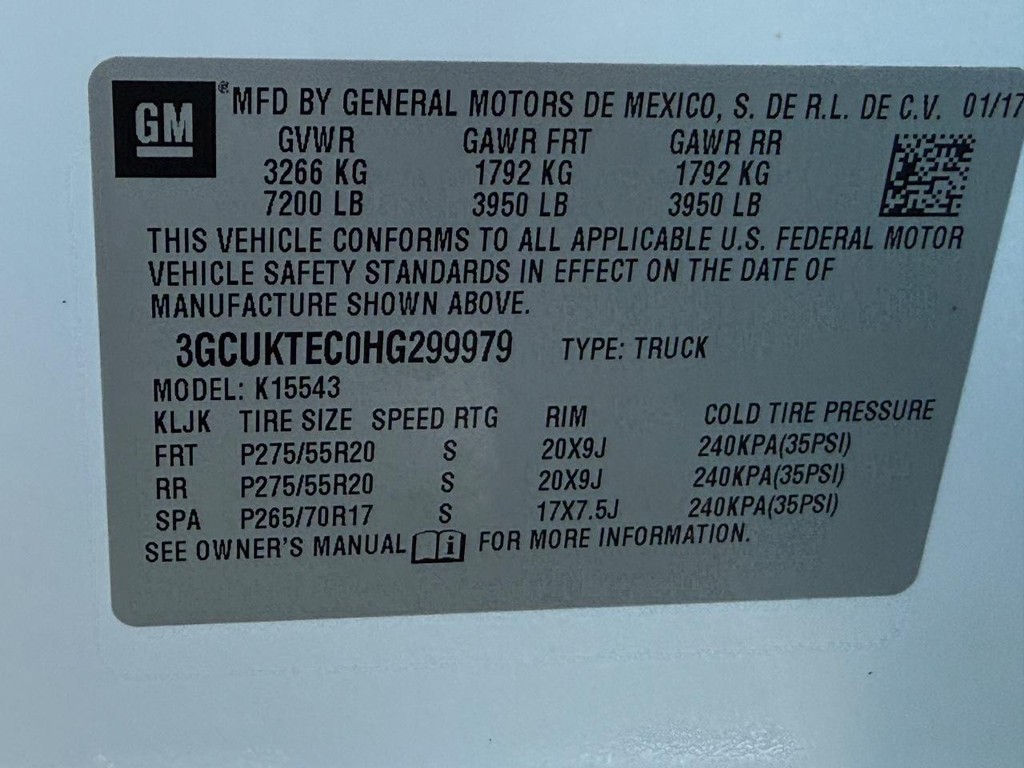 GM ® MFD BY GENERAL MOTORS DE MEXICO, S. DE R.L. DE C.V. 01/17
GVWR GAWR FRT GAWR RR
3266 KG 1792 KG 1792 KG
7200 LB 3950 LB 3950 LB
THIS VEHICLE CONFORMS TO ALL APPLICABLE U.S. FEDERAL MOTOR
VEHICLE SAFETY STANDARDS IN EFFECT ON THE DATE OF
MANUFACTURE SHOWN ABOVE.
3GCUKTEC0HG299979 TYPE: TRUCK
MODEL: K15543
KLJK TIRE SIZE SPEED RTG RIM COLD TIRE PRESSURE
FRT P275/55R20 S 20X9J 240KPA(35PSI)
RR P275/55R20 S 20X9J 240KPA(35PSI)
SPA P265/70R17 S 17X7.5J 240KPA(35PSI)
SEE OWNER'S MANUAL i FOR MORE INFORMATION.